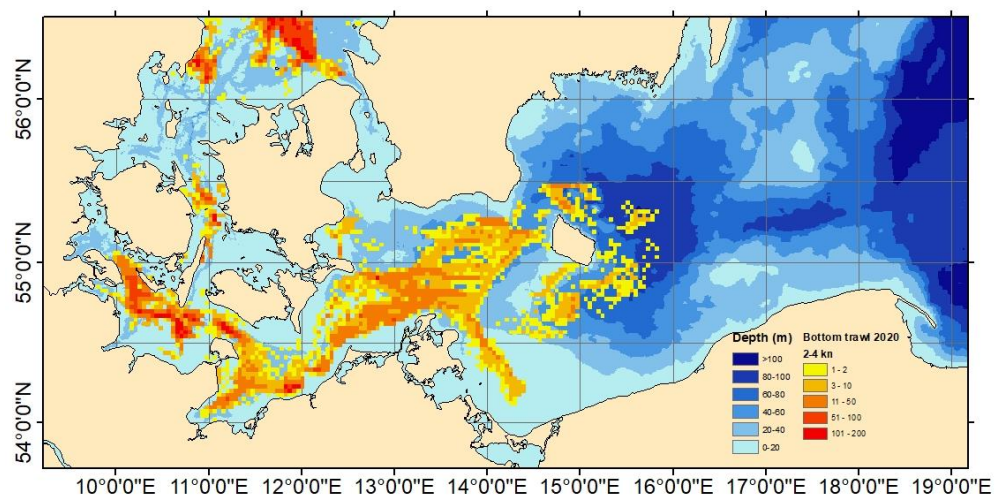 56°0'0"N
55°0'0"N
54°0'0"N
Depth (m)
>100
80-100
60-80
40-60
20-40
0-20
Bottom trawl 2020
2-4 kn
1 - 2
3 - 10
11 - 50
51 - 100
101 - 200
10°0'0"E 11°0'0"E 12°0'0"E 13°0'0"E 14°0'0"E 15°0'0"E 16°0'0"E 17°0'0"E 18°0'0"E 19°0'0"E